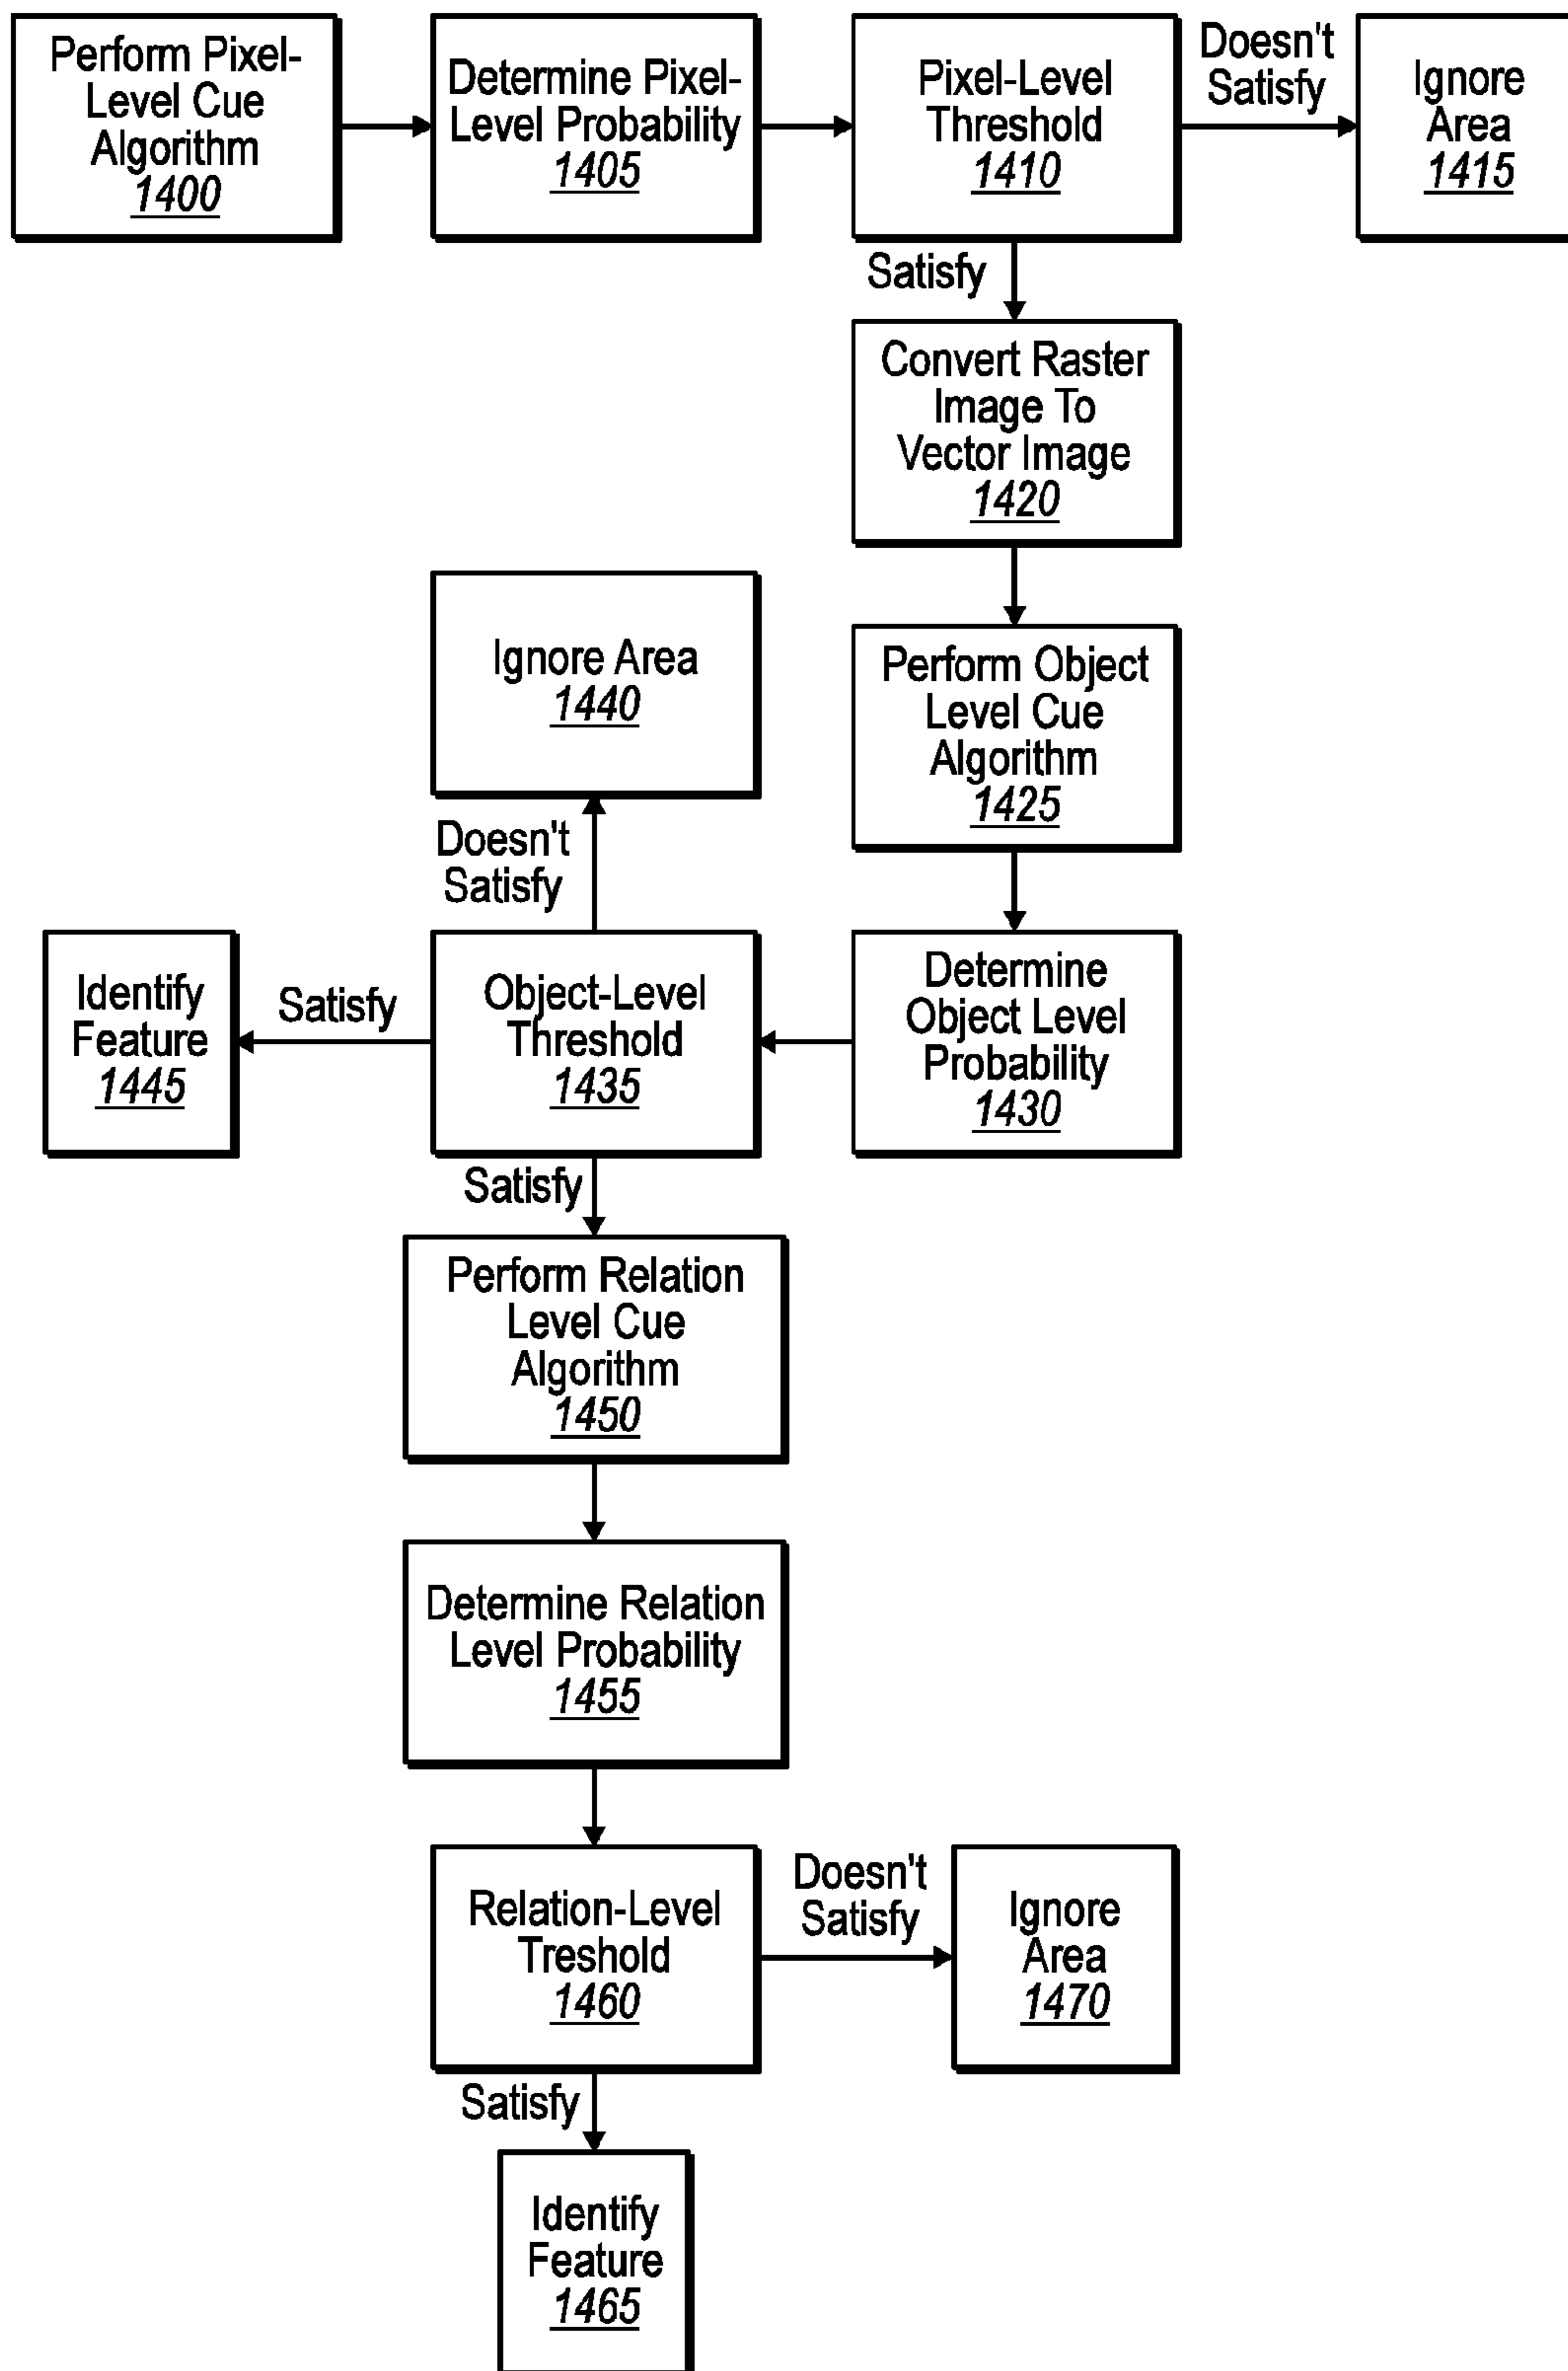 Perform Pixel-
Level Cue
Algorithm
1400
Determine Pixel-
Level Probability
1405
Pixel-Level
Threshold
1410
Doesn't
Satisfy
Ignore
Area
1415
Satisfy
Convert Raster
Image To
Vector Image
1420
Perform Object
Level Cue
Algorithm
1425
Determine
Object Level
Probability
1430
Object-Level
Threshold
1435
Doesn't
Satisfy
Ignore Area
1440
Satisfy
Identify
Feature
1445
Satisfy
Perform Relation
Level Cue
Algorithm
1450
Determine Relation
Level Probability
1455
Relation-Level
Treshold
1460
Doesn't
Satisfy
Ignore
Area
1470
Satisfy
Identify
Feature
1465